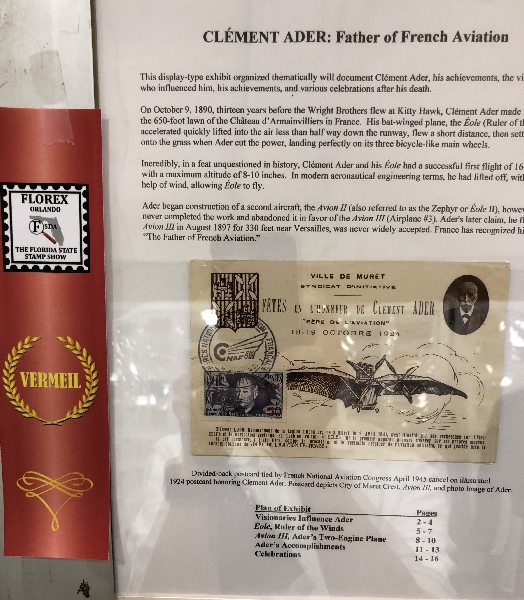 CLÉMENT ADER: Father of French Aviation
This display-type exhibit organized thematically will document Clément Ader, his achievements, the
who influenced him, his achievements, and various celebrations after his death.
On October 9, 1890, thirteen years before the Wright Brothers flew at Kitty Hawk, Clément Ader made
the 650-foot lawn of the Château d'Armainvilliers in France. His bat-winged plane, the Éole (Ruler of
accelerated quickly lifted into the air less than half way down the runway, flew a short distance, then
onto the grass when Ader cut the power, landing perfectly on its three bicycle-like main wheels.
Incredibly, in a feat unquestioned in history, Clément Ader and his Éole had a successful first flight of
with a maximum altitude of 8-10 inches. In modern aeronautical engineering terms, he had lifted off,
help of wind, allowing Éole to fly.
Ader began construction of a second aircraft, the Avion II (also referred to as the Zephyr or Éole II),
never completed the work and abandoned it in favor of the Avion III (Airplane #3). Ader's later claim, he
Avion III in August 1897 for 330 feet near Versailles, was never widely accepted. France has recognized
"The Father of French Aviation."
FLOREX
ORLANDO
FSDA
THE FLORIDA STATE
STAMP SHOW
VERMEIL
VILLE DE MURET
SYNDICAT D'INITIATIVE
FÊTES EN L'HONNEUR DE CLEMENT ADER
"PÈRE DE L'AVIATION"
18-19 OCTOBRE 1924
Divided-back postcard tied by French National Aviation Congress April 1945 cancel on illustrated
1924 postcard honoring Clement Ader. Postcard depicts City of Muret Crest, Avion III, and photo image of Ader.
Plan of Exhibit Pages
Visionaries Influence Ader 2 - 4
Éole, Ruler of the Winds 5 - 7
Avion III, Ader's Two-Engine Plane 8 - 10
Ader's Accomplishments 11 - 13
Celebrations 14 - 16